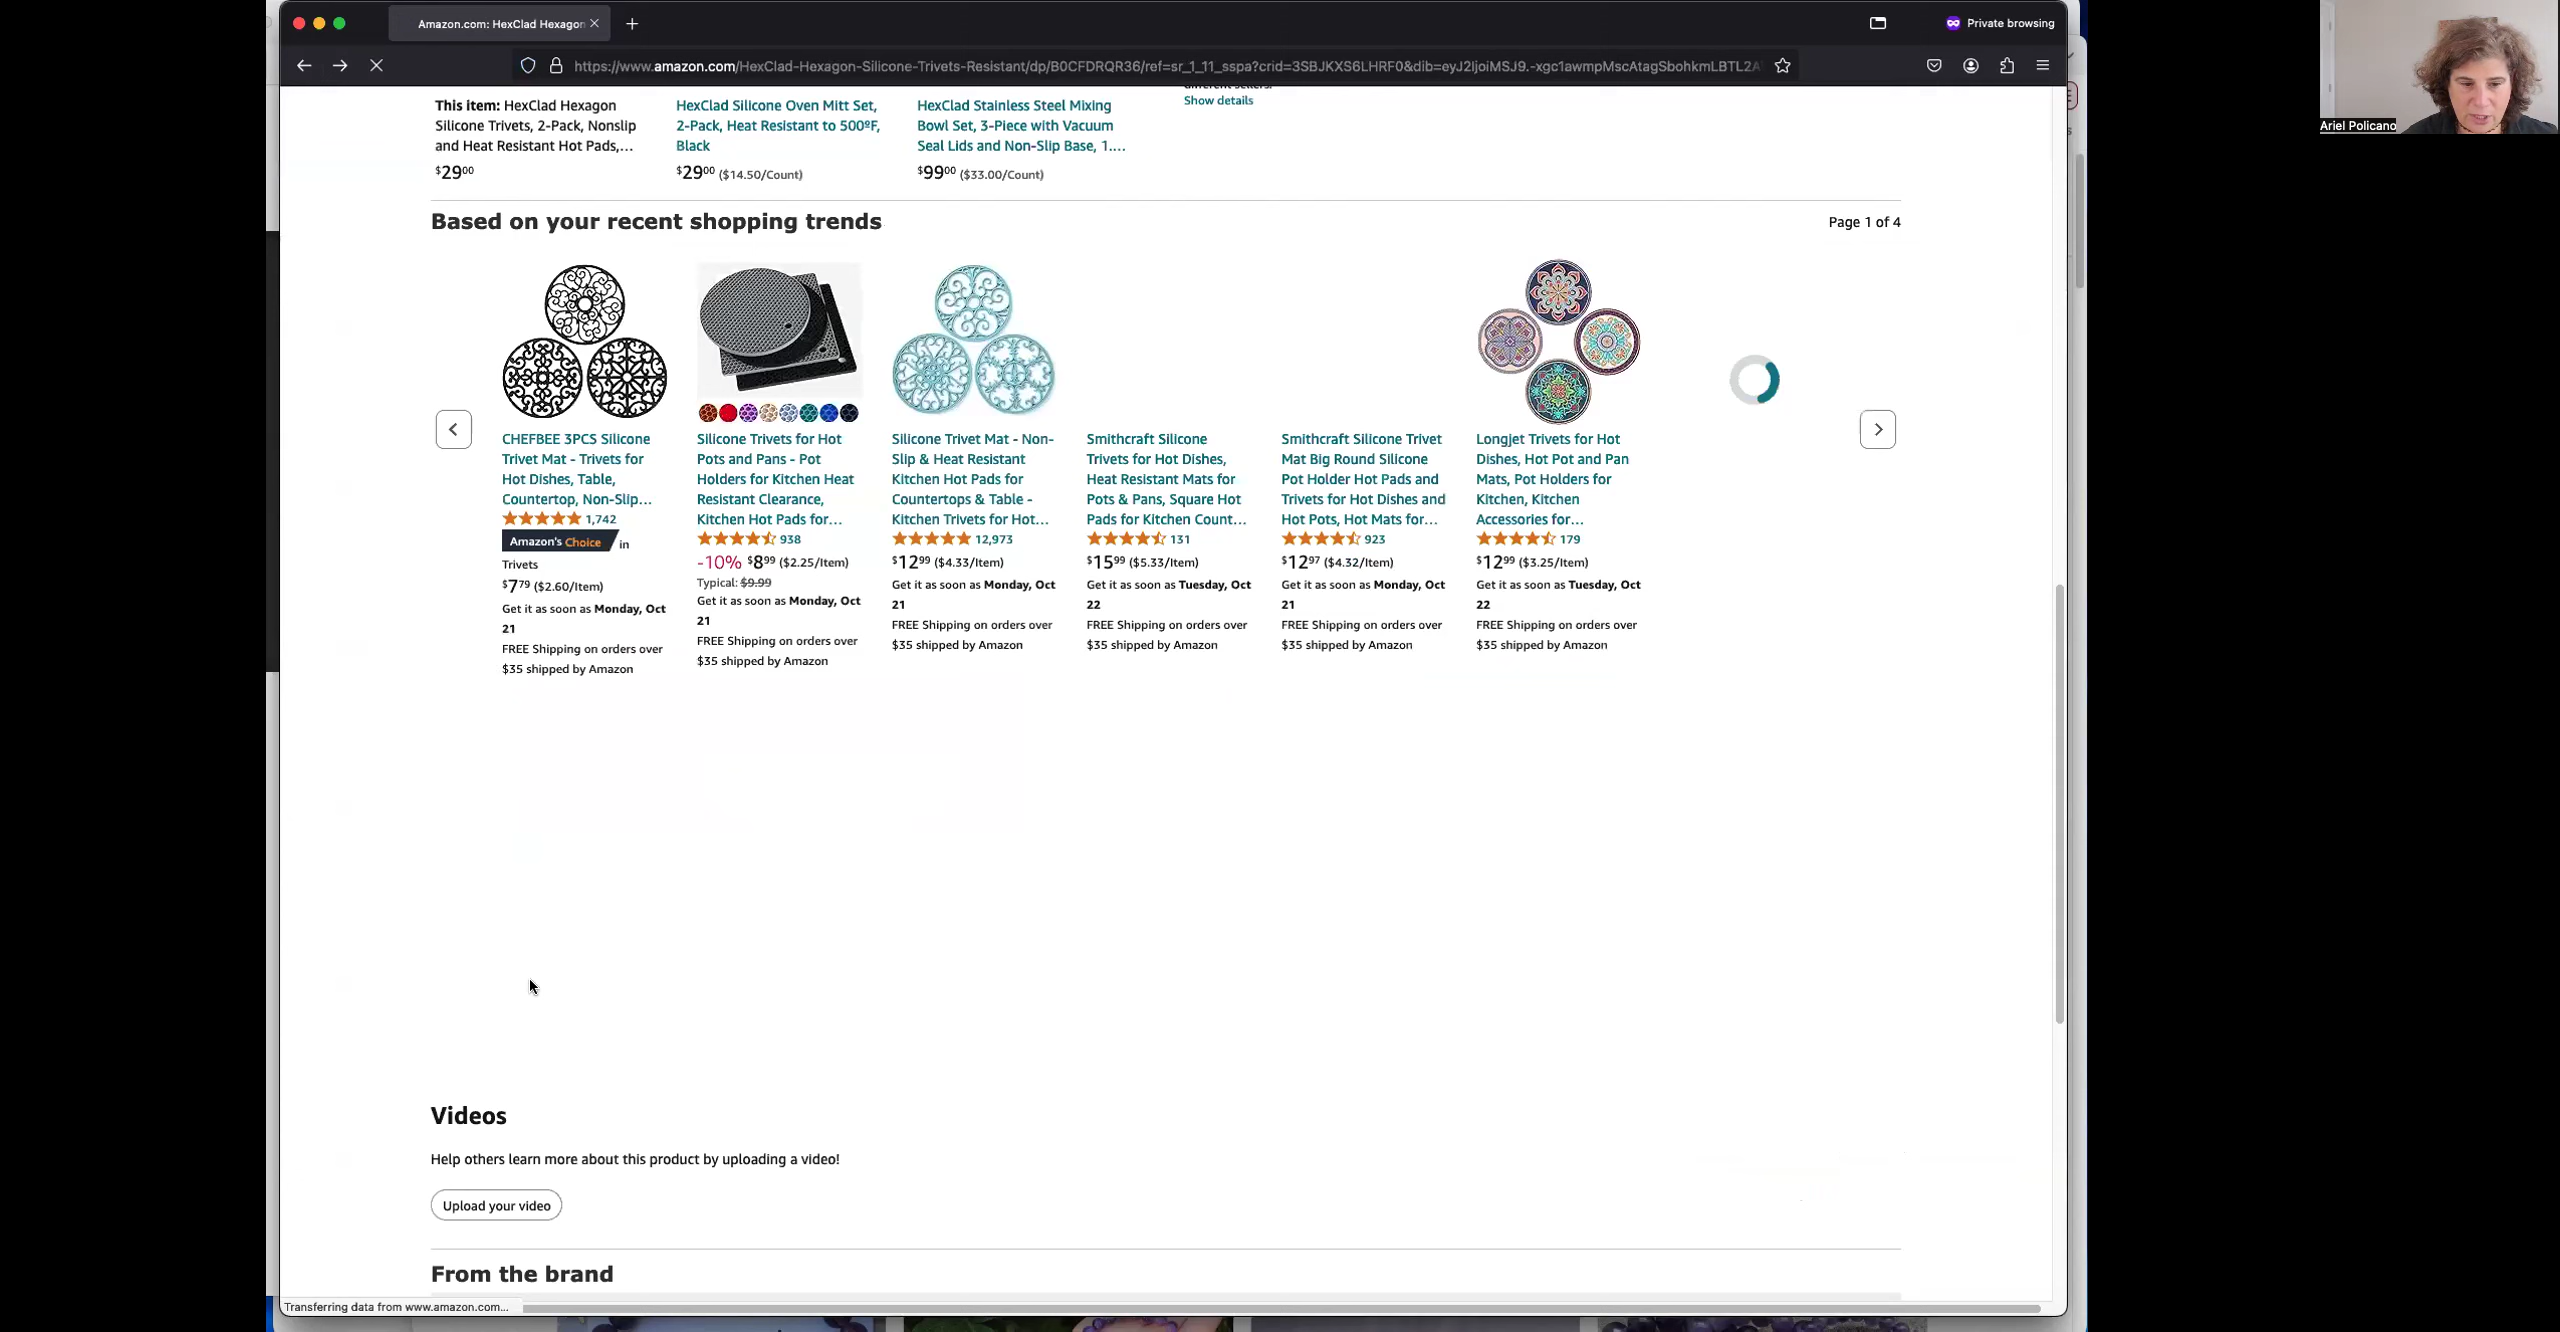 Amazon.com: HexClad Hexagon
Private browsing
https://www.amazon.com/HexClad-Hexagon-Silicone-Trivets-Resistant/dp/B0CFDRQR36/ref=sr_1_11_sspa?crid=3SBJKXS6LHRF0&dib=eyJ2IjoiMSJ9.-xgc1awmpMscAtagSbohkmLBTL2A
Ariel Policano
This item: HexClad Hexagon
Silicone Trivets, 2-Pack, Nonslip
and Heat Resistant Hot Pads,...
$29⁰⁰
HexClad Silicone Oven Mitt Set,
2-Pack, Heat Resistant to 500ºF,
Black
$29⁰⁰ ($14.50/Count)
HexClad Stainless Steel Mixing
Bowl Set, 3-Piece with Vacuum
Seal Lids and Non-Slip Base, 1....
$99⁰⁰ ($33.00/Count)
different sellers.
Show details
Based on your recent shopping trends
Page 1 of 4
CHEFBEE 3PCS Silicone
Trivet Mat - Trivets for
Hot Dishes, Table,
Countertop, Non-Slip...
1,742
Amazon's Choice in
Trivets
$7⁷⁹ ($2.60/Item)
Get it as soon as Monday, Oct
21
FREE Shipping on orders over
$35 shipped by Amazon
Silicone Trivets for Hot
Pots and Pans - Pot
Holders for Kitchen Heat
Resistant Clearance,
Kitchen Hot Pads for...
938
-10% $8⁹⁹ ($2.25/Item)
Typical: $9.99
Get it as soon as Monday, Oct
21
FREE Shipping on orders over
$35 shipped by Amazon
Silicone Trivet Mat - Non-
Slip & Heat Resistant
Kitchen Hot Pads for
Countertops & Table -
Kitchen Trivets for Hot...
12,973
$12⁹⁹ ($4.33/Item)
Get it as soon as Monday, Oct
21
FREE Shipping on orders over
$35 shipped by Amazon
Smithcraft Silicone
Trivets for Hot Dishes,
Heat Resistant Mats for
Pots & Pans, Square Hot
Pads for Kitchen Count...
131
$15⁹⁹ ($5.33/Item)
Get it as soon as Tuesday, Oct
22
FREE Shipping on orders over
$35 shipped by Amazon
Smithcraft Silicone Trivet
Mat Big Round Silicone
Pot Holder Hot Pads and
Trivets for Hot Dishes and
Hot Pots, Hot Mats for...
923
$12⁹⁷ ($4.32/Item)
Get it as soon as Monday, Oct
21
FREE Shipping on orders over
$35 shipped by Amazon
Longjet Trivets for Hot
Dishes, Hot Pot and Pan
Mats, Pot Holders for
Kitchen, Kitchen
Accessories for...
179
$12⁹⁹ ($3.25/Item)
Get it as soon as Tuesday, Oct
22
FREE Shipping on orders over
$35 shipped by Amazon
Videos
Help others learn more about this product by uploading a video!
Upload your video
From the brand
Transferring data from www.amazon.com...